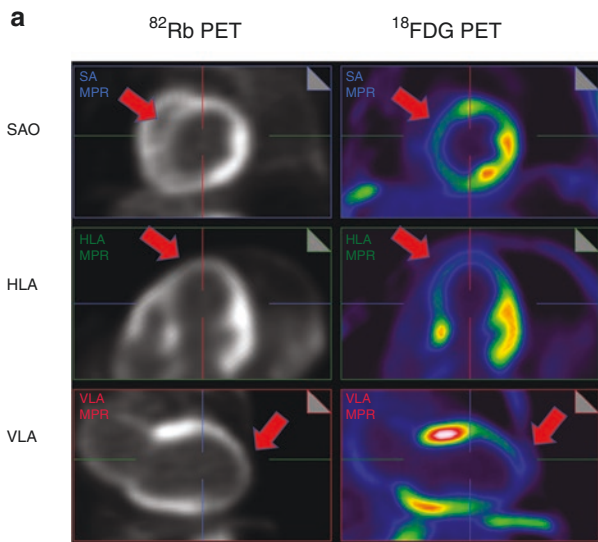 a
⁸²Rb PET
¹⁸FDG PET
SAO
SA
MPR
SA
MPR
HLA
HLA
MPR
HLA
MPR
VLA
VLA
MPR
VLA
MPR